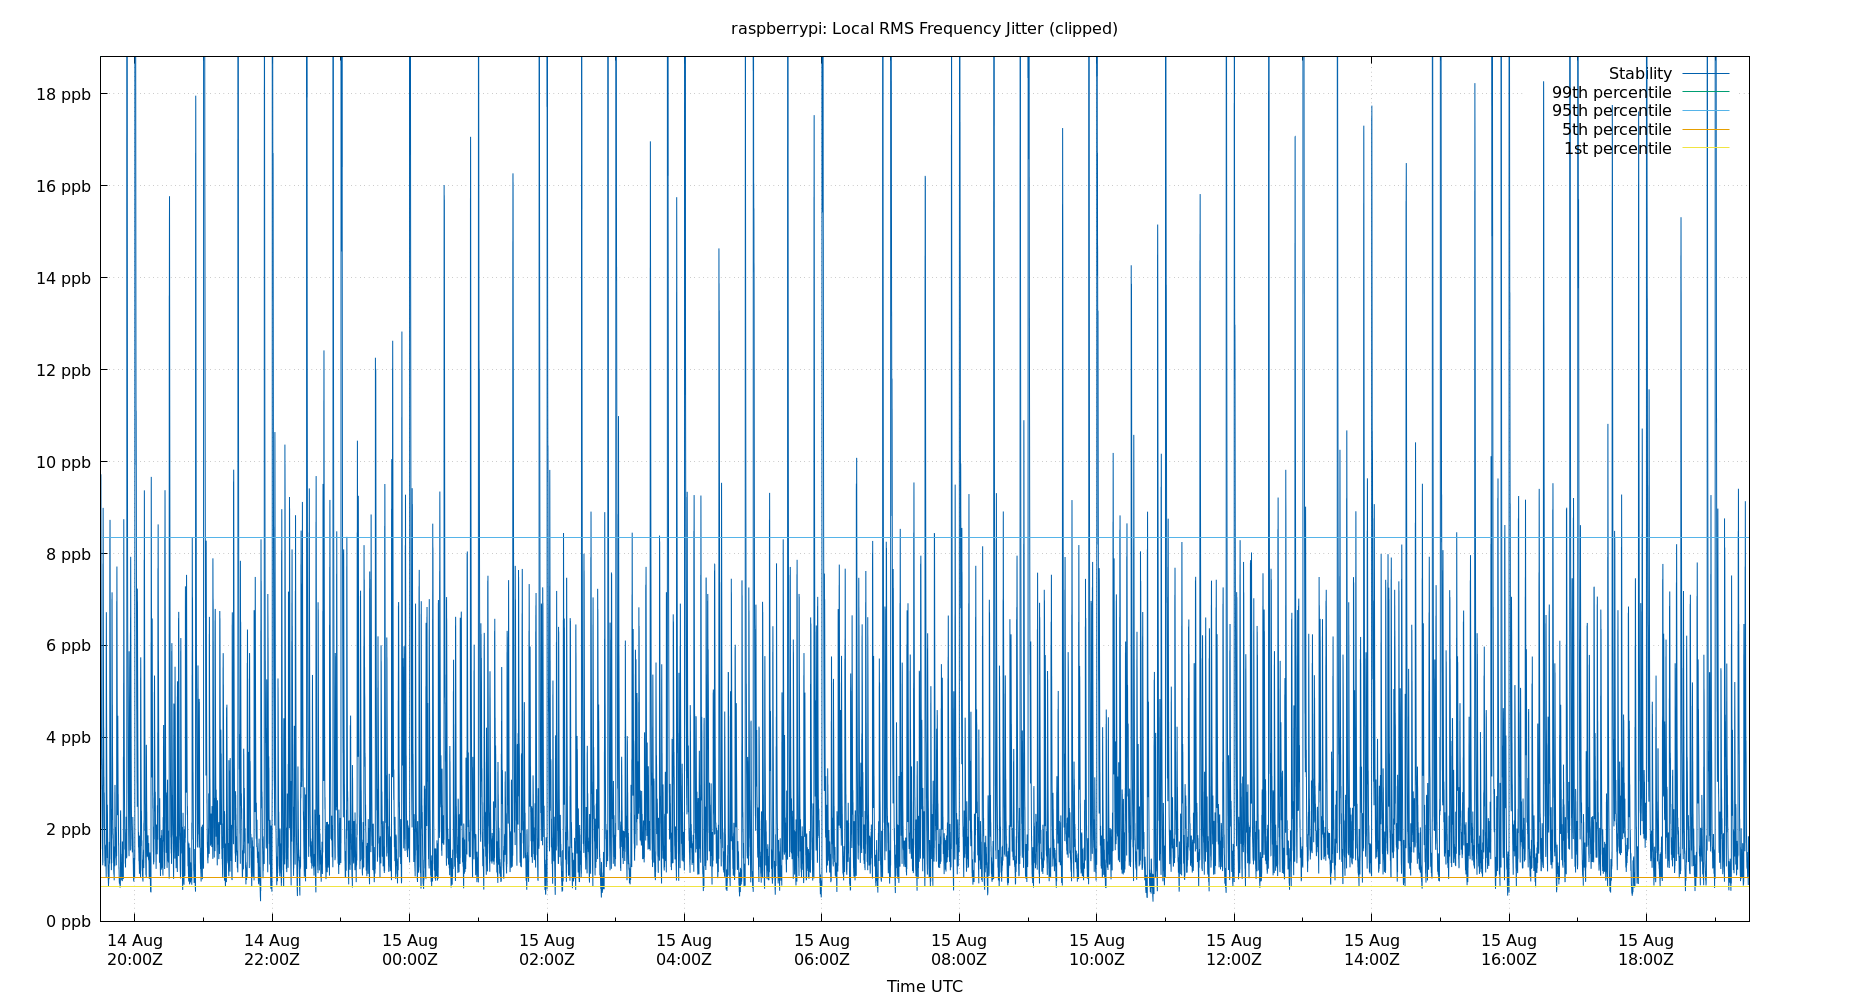 raspberrypi: Local RMS Frequency Jitter (clipped)
Stability
99th percentile
95th percentile
5th percentile
1st percentile
18 ppb
16 ppb
14 ppb
12 ppb
10 ppb
8 ppb
6 ppb
4 ppb
2 ppb
0 ppb
14 Aug 14 Aug 15 Aug 15 Aug 15 Aug 15 Aug 15 Aug 15 Aug 15 Aug 15 Aug 15 Aug 15 Aug
20:00Z 22:00Z 00:00Z 02:00Z 04:00Z 06:00Z 08:00Z 10:00Z 12:00Z 14:00Z 16:00Z 18:00Z
Time UTC